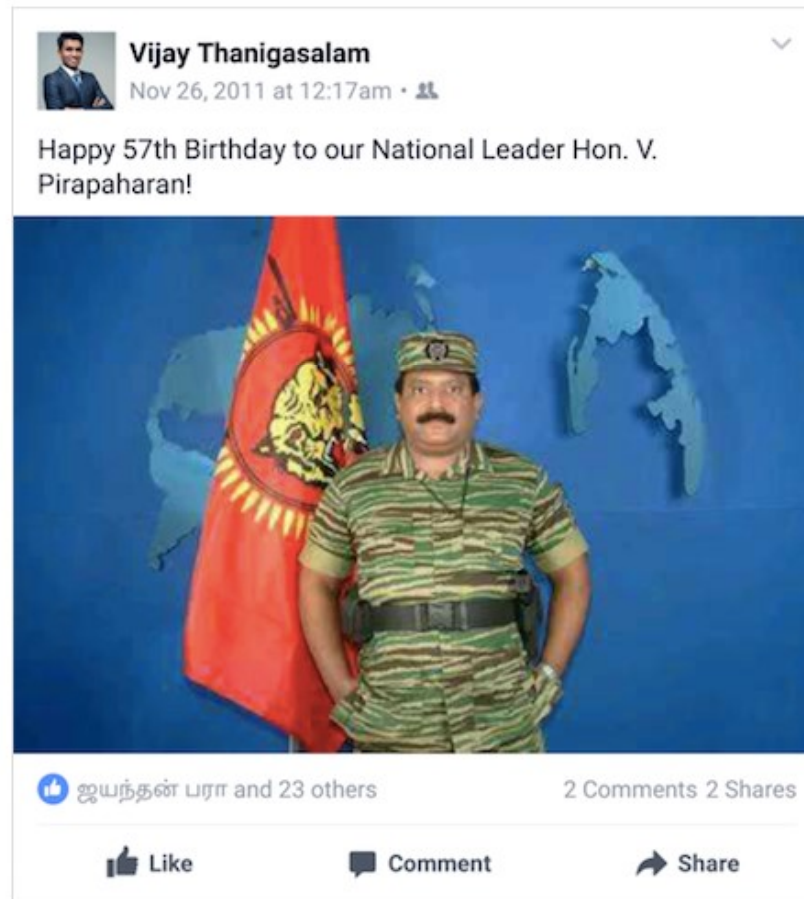 Vijay Thanigasalam
Nov 26, 2011 at 12:17am •
Happy 57th Birthday to our National Leader Hon. V.
Pirapaharan!
ஜயந்தன் பரா and 23 others
2 Comments 2 Shares
Like
Comment
Share